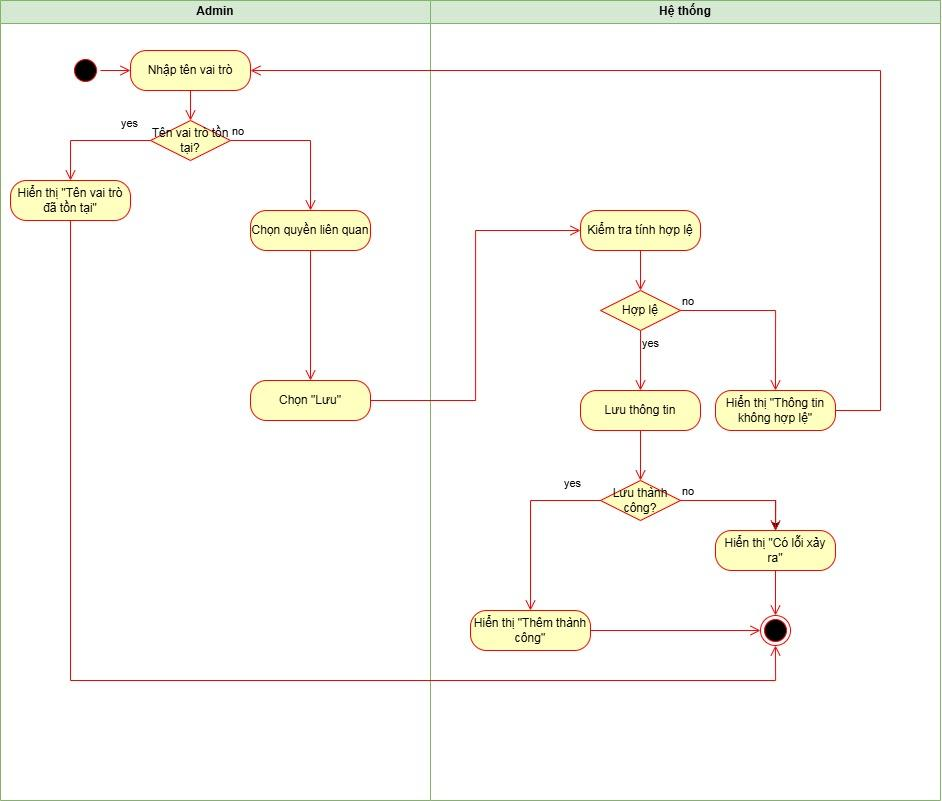 Admin
Hệ thống
Nhập tên vai trò
yes
Tên vai trò tồn
tại?
no
Hiển thị "Tên vai trò
đã tồn tại"
Chọn quyền liên quan
Kiểm tra tính hợp lệ
Hợp lệ
no
yes
Chọn "Lưu"
Lưu thông tin
Hiển thị "Thông tin
không hợp lệ"
yes
Lưu thành
công?
no
Hiển thị "Có lỗi xảy
ra"
Hiển thị "Thêm thành
công"